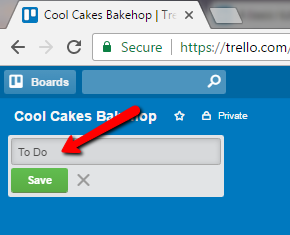 Cool Cakes Bakehop | Tre
Secure
https://trello.com/
Boards
Cool Cakes Bakehop
Private
To Do
Save